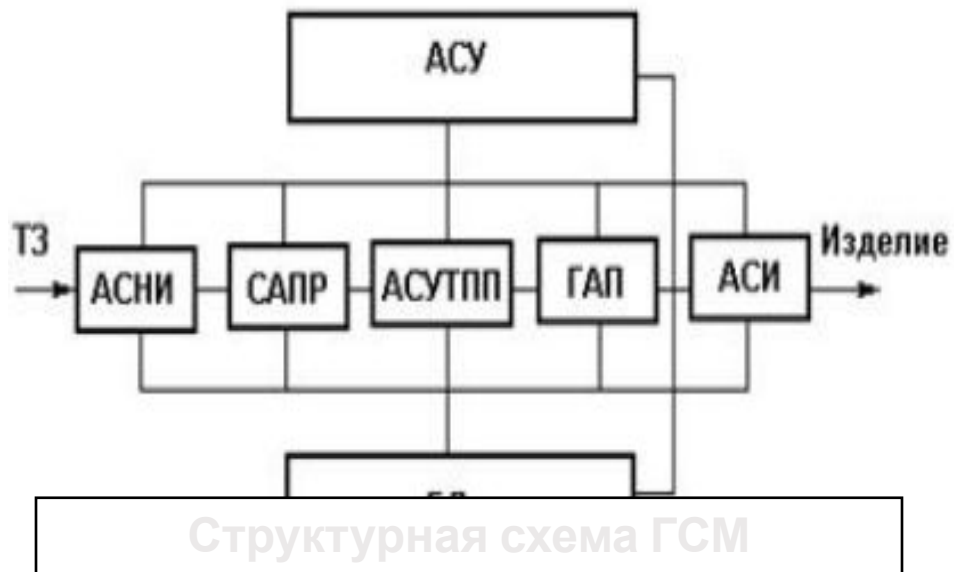 АСУ
ТЗ
Изделие
АСНИ
САПР
АСУТПП
ГАП
АСИ
Структурная схема ГСМ